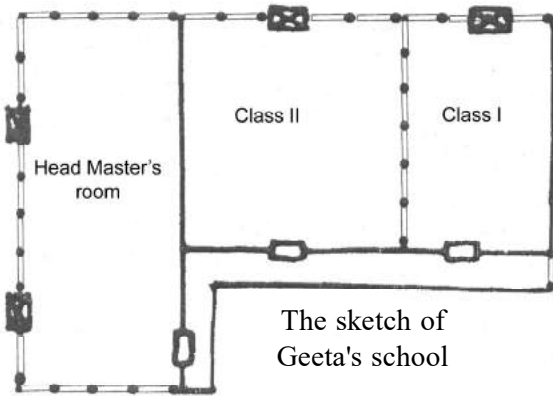 Class II
Class I
Head Master's
room
The sketch of
Geeta's school